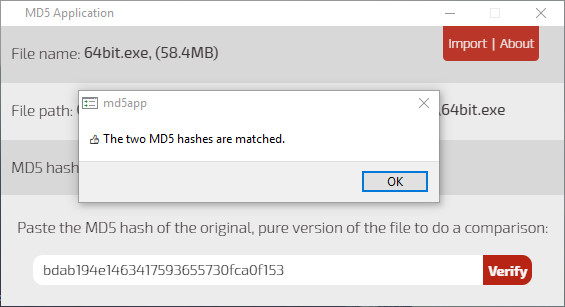 MD5 Application
Import | About
File name: 64bit.exe, (58.4MB)
File path:
64bit.exe
md5app
The two MD5 hashes are matched.
OK
MD5 hash
Paste the MD5 hash of the original, pure version of the file to do a comparison:
bdab194e1463417593655730fca0f153
Verify